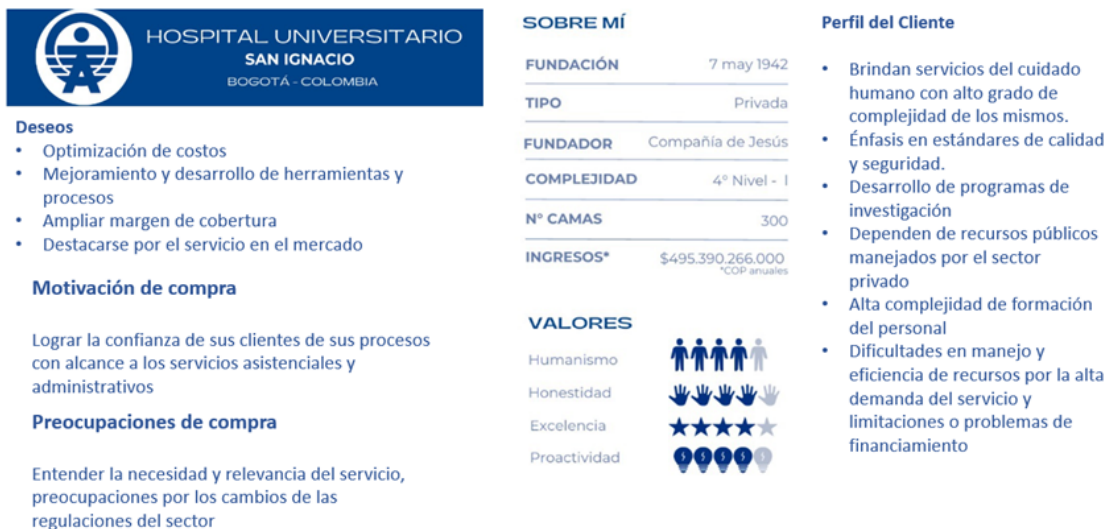 HOSPITAL UNIVERSITARIO
SAN IGNACIO
BOGOTÁ - COLOMBIA
Deseos
• Optimización de costos
• Mejoramiento y desarrollo de herramientas y
procesos
• Ampliar margen de cobertura
• Destacarse por el servicio en el mercado
Motivación de compra
Lograr la confianza de sus clientes de sus procesos
con alcance a los servicios asistenciales y
administrativos
Preocupaciones de compra
Entender la necesidad y relevancia del servicio,
preocupaciones por los cambios de las
regulaciones del sector
SOBRE MÍ
FUNDACIÓN 7 may 1942
TIPO Privada
FUNDADOR Compañía de Jesús
COMPLEJIDAD 4° Nivel - I
N° CAMAS 300
INGRESOS* $495.390.266.000
*COP anuales
VALORES
Humanismo
Honestidad
Excelencia
Proactividad
Perfil del Cliente
• Brindan servicios del cuidado
humano con alto grado de
complejidad de los mismos.
• Énfasis en estándares de calidad
y seguridad.
• Desarrollo de programas de
investigación
• Dependen de recursos públicos
manejados por el sector
privado
• Alta complejidad de formación
del personal
• Dificultades en manejo y
eficiencia de recursos por la alta
demanda del servicio y
limitaciones o problemas de
financiamiento